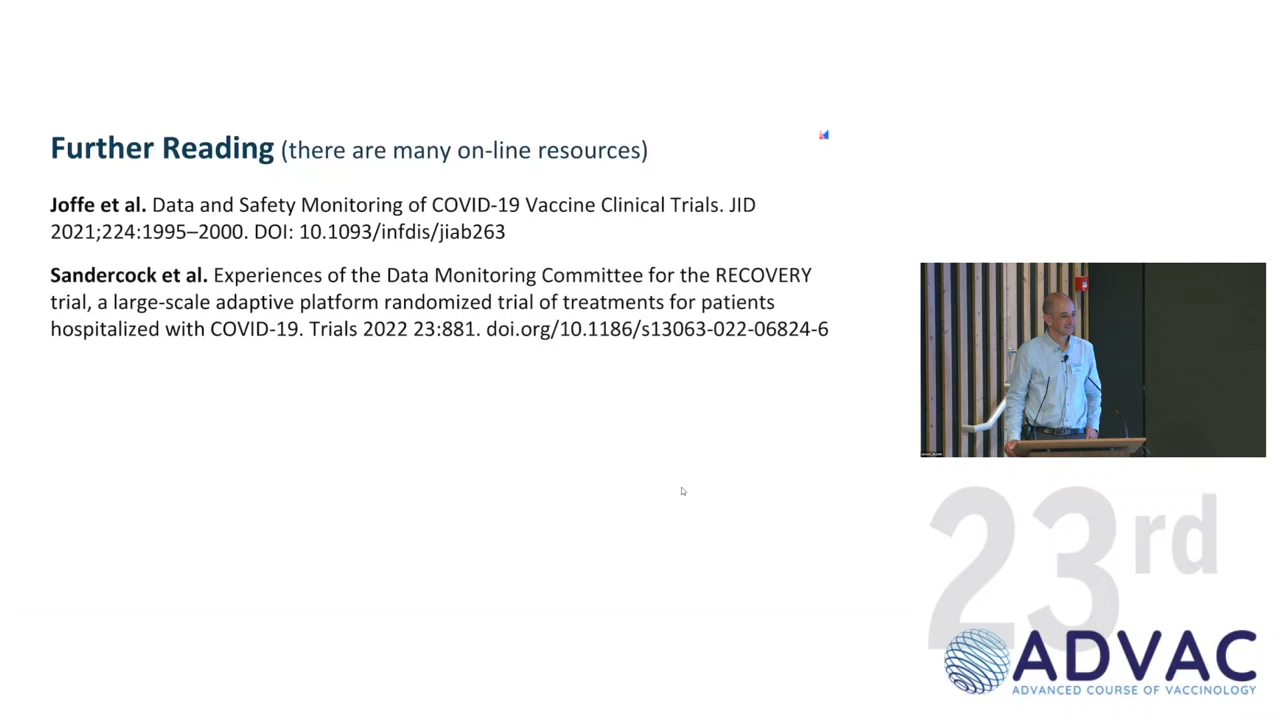 Further Reading (there are many on-line resources)
Joffe et al. Data and Safety Monitoring of COVID-19 Vaccine Clinical Trials. JID
2021;224:1995–2000. DOI: 10.1093/infdis/jiab263
Sandercock et al. Experiences of the Data Monitoring Committee for the RECOVERY
trial, a large-scale adaptive platform randomized trial of treatments for patients
hospitalized with COVID-19. Trials 2022 23:881. doi.org/10.1186/s13063-022-06824-6
23rd
ADVAC
ADVANCED COURSE OF VACCINOLOGY